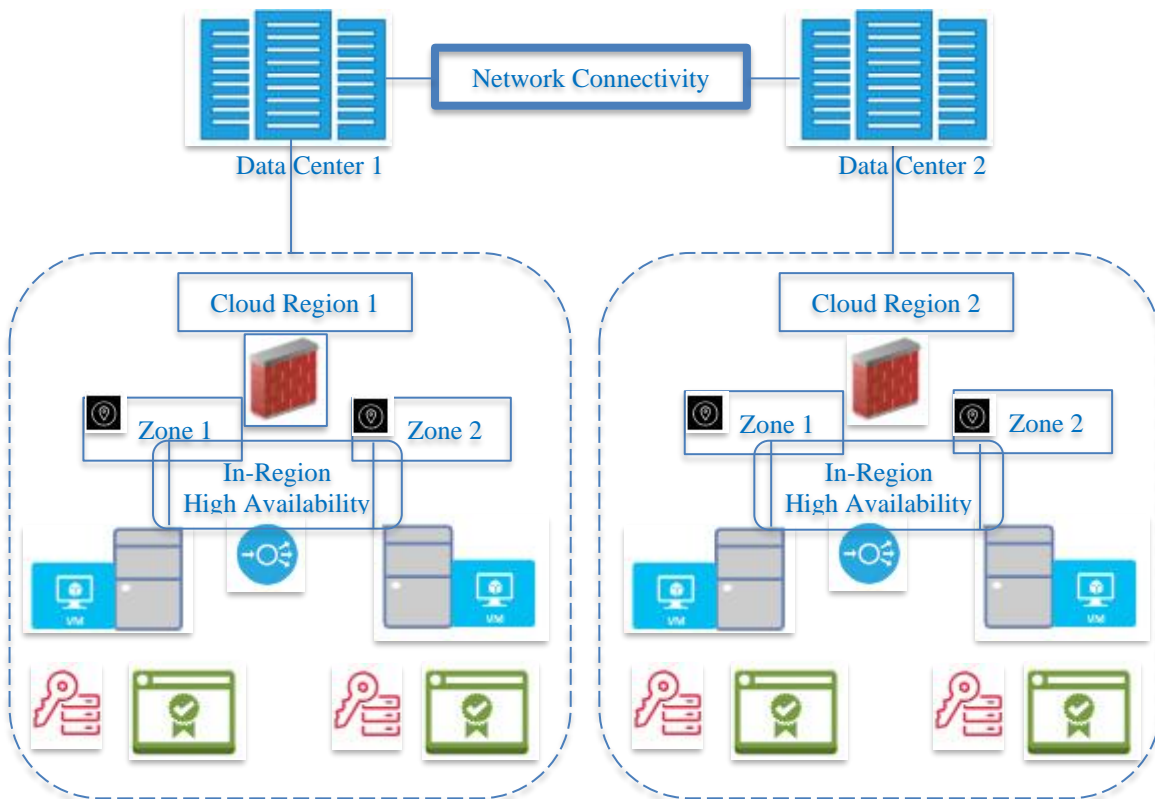 Network Connectivity
Data Center 1
Data Center 2
Cloud Region 1
Zone 1
Zone 2
In-Region
High Availability
VM
VM
Cloud Region 2
Zone 1
Zone 2
In-Region
High Availability
VM
VM